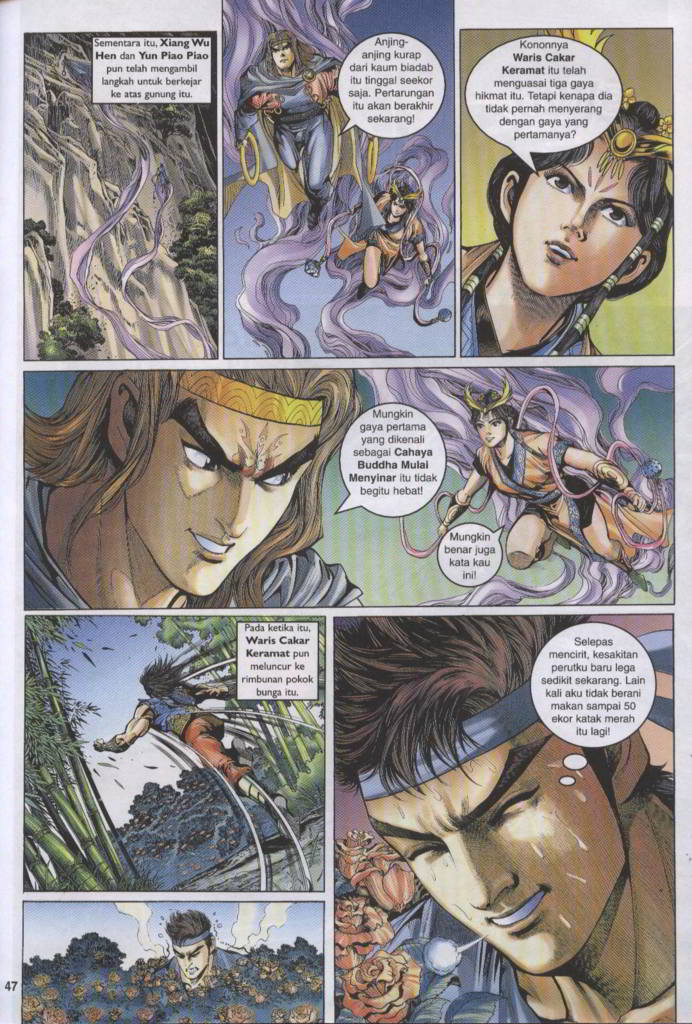 Sementara itu, Xiang Wu
Hen dan Yun Piao Piao
pun telah mengambil
langkah untuk berkejar
ke atas gunung itu.
Anjing-
anjing kurap
dari kaum biadab
itu tinggal seekor
saja. Pertarungan
itu akan berakhir
sekarang!
Kononnya
Waris Cakar
Keramat itu telah
menguasai tiga gaya
hikmat itu. Tetapi kenapa dia
tidak pernah menyerang
dengan gaya yang
pertamanya?
Mungkin
gaya pertama
yang dikenali
sebagai Cahaya
Buddha Mulai
Menyinar itu tidak
begitu hebat!
Mungkin
benar juga
kata kau
ini!
Pada ketika itu,
Waris Cakar
Keramat pun
meluncur ke
rimbunan pokok
bunga itu.
Selepas
mencirit, kesakitan
perutku baru lega
sedikit sekarang. Lain
kali aku tidak berani
makan sampai 50
ekor katak merah
itu lagi!
47